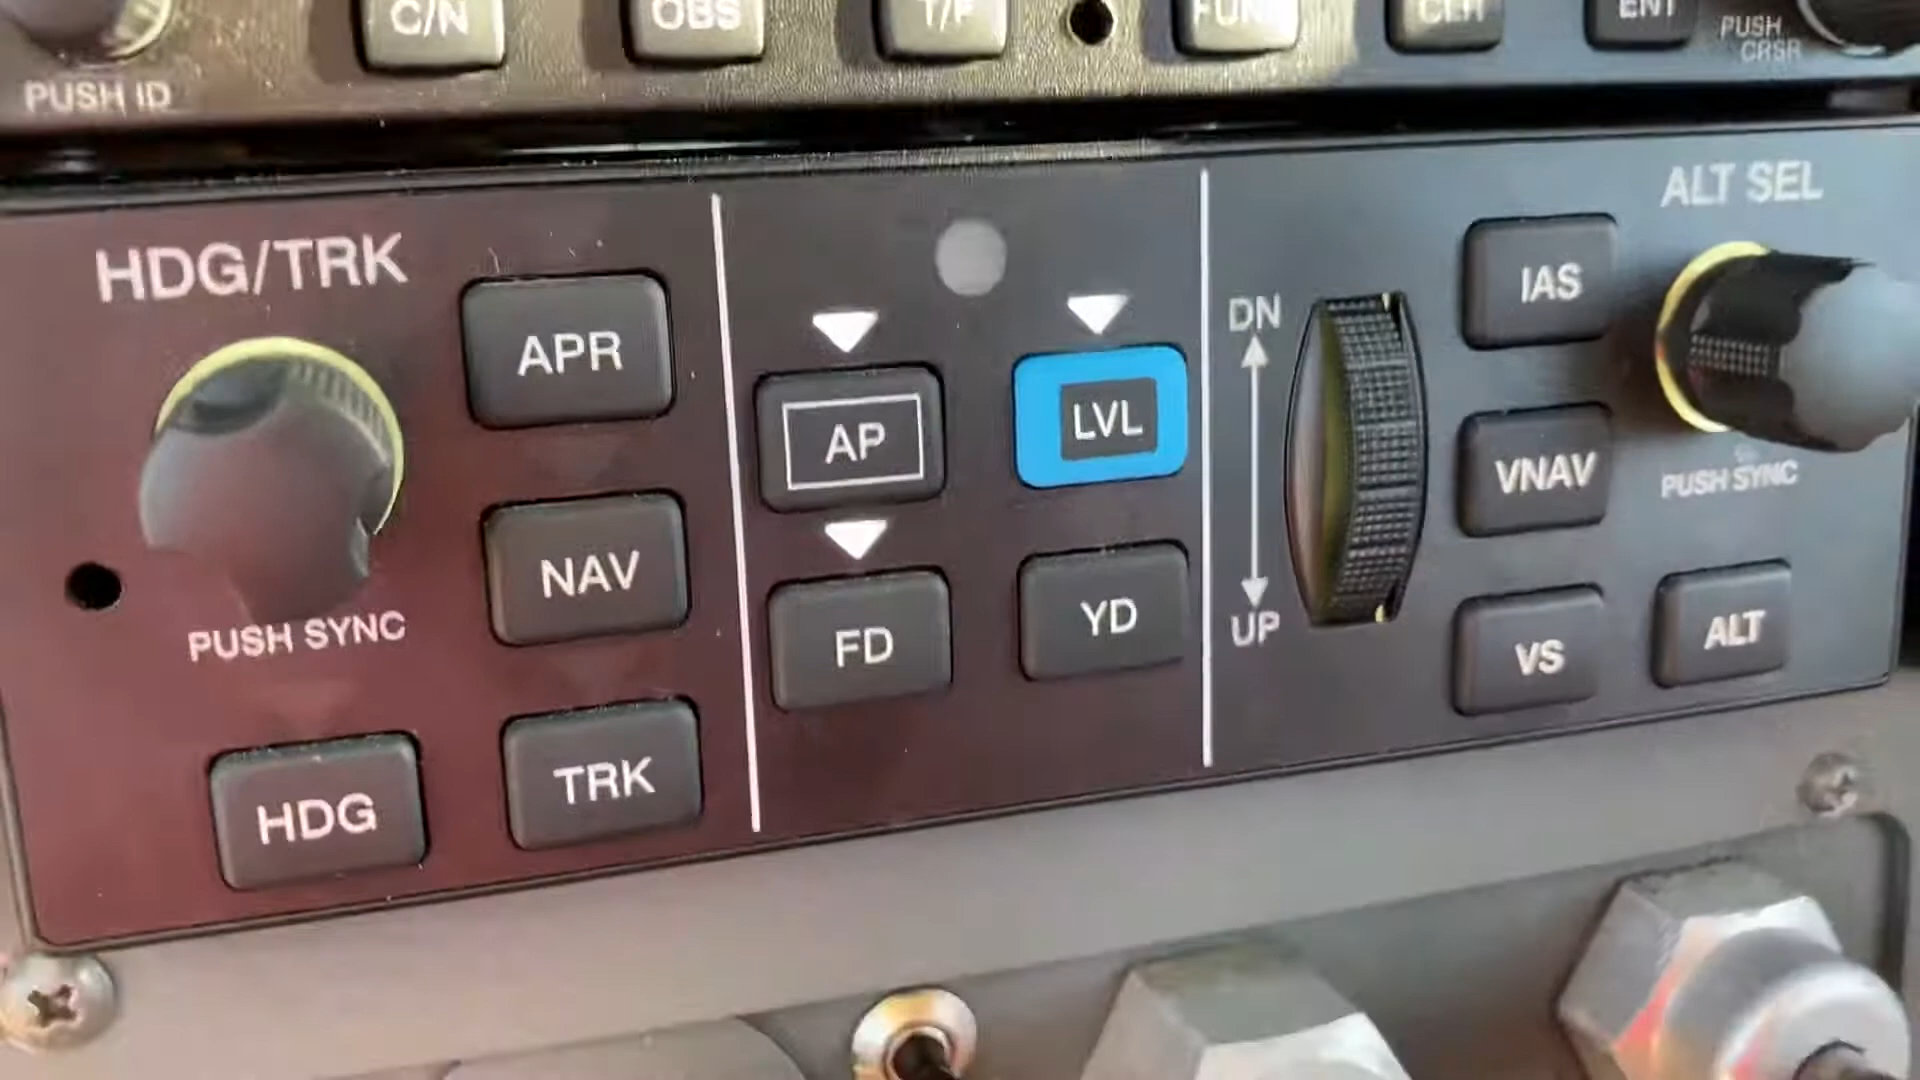 C/N OBS T/F FUNC CLR ENT
PUSH
CRSR
PUSH ID
HDG/TRK
APR
NAV
PUSH SYNC
HDG
TRK
AP
LVL
FD
YD
DN
UP
IAS
VNAV
VS
ALT SEL
PUSH SYNC
ALT